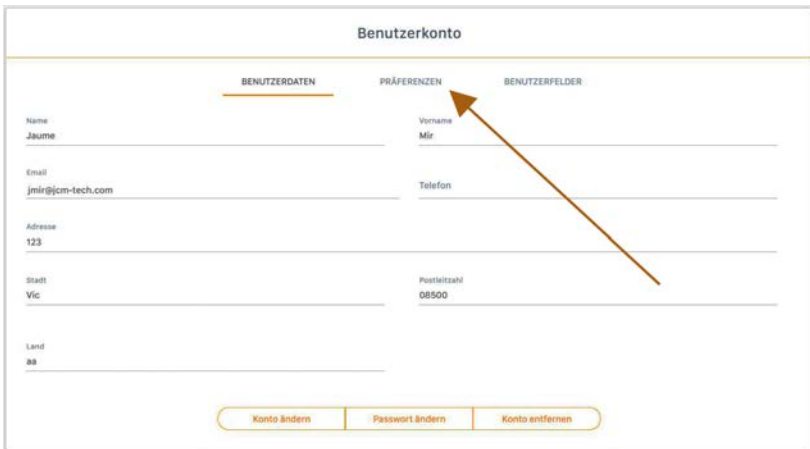 Benutzerkonto
BENUTZERDATEN PRÄFERENZEN BENUTZERFELDER
Name Vorname
Jaume Mir
Email
jmir@jcm-tech.com Telefon
Adresse
123
Stadt Postleitzahl
Vic 08500
Land
aa
Konto ändern Passwort ändern Konto entfernen